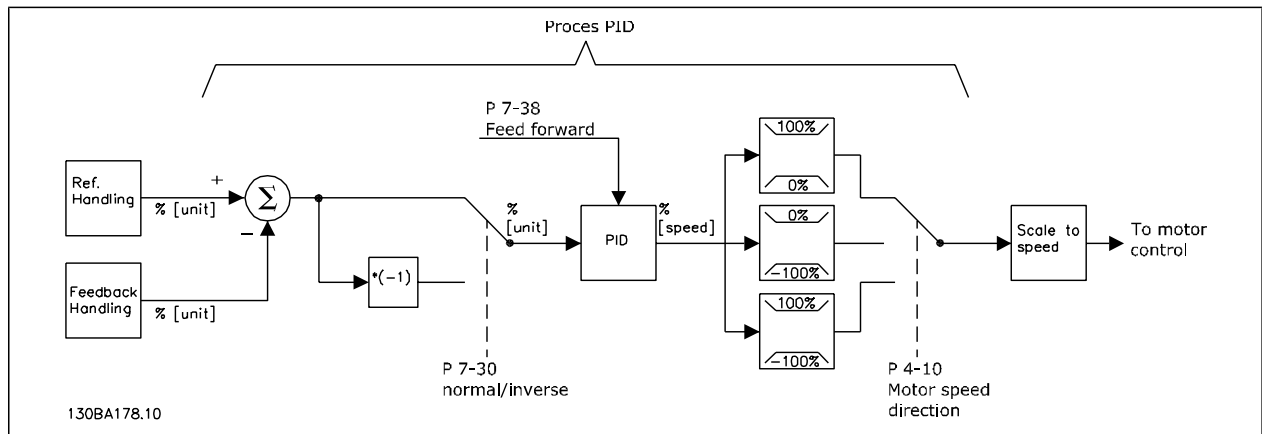 Proces PID
P 7-38
Feed forward
Ref.
Handling
+
% [unit]
Σ
−
Feedback
Handling
% [unit]
*(-1)
%
[unit]
PID
%
[speed]
100%
0%
0%
-100%
100%
-100%
Scale to
speed
To motor
control
P 7-30
normal/inverse
P 4-10
Motor speed
direction
130BA178.10